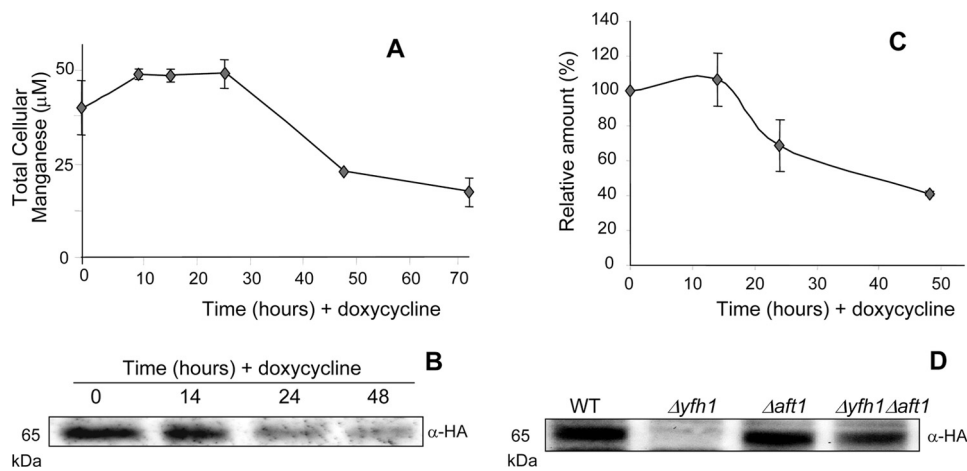 A
Total Cellular
Manganese (µM)
50
25
0
0 10 20 30 40 50 60 70
Time (hours) + doxycycline
C
Relative amount (%)
140
120
100
80
60
40
20
0
0 10 20 30 40 50
Time (hours) + doxycycline
B
Time (hours) + doxycycline
0 14 24 48
65
kDa
α-HA
D
WT Δyfh1 Δaft1 Δyfh1Δaft1
65
kDa
α-HA